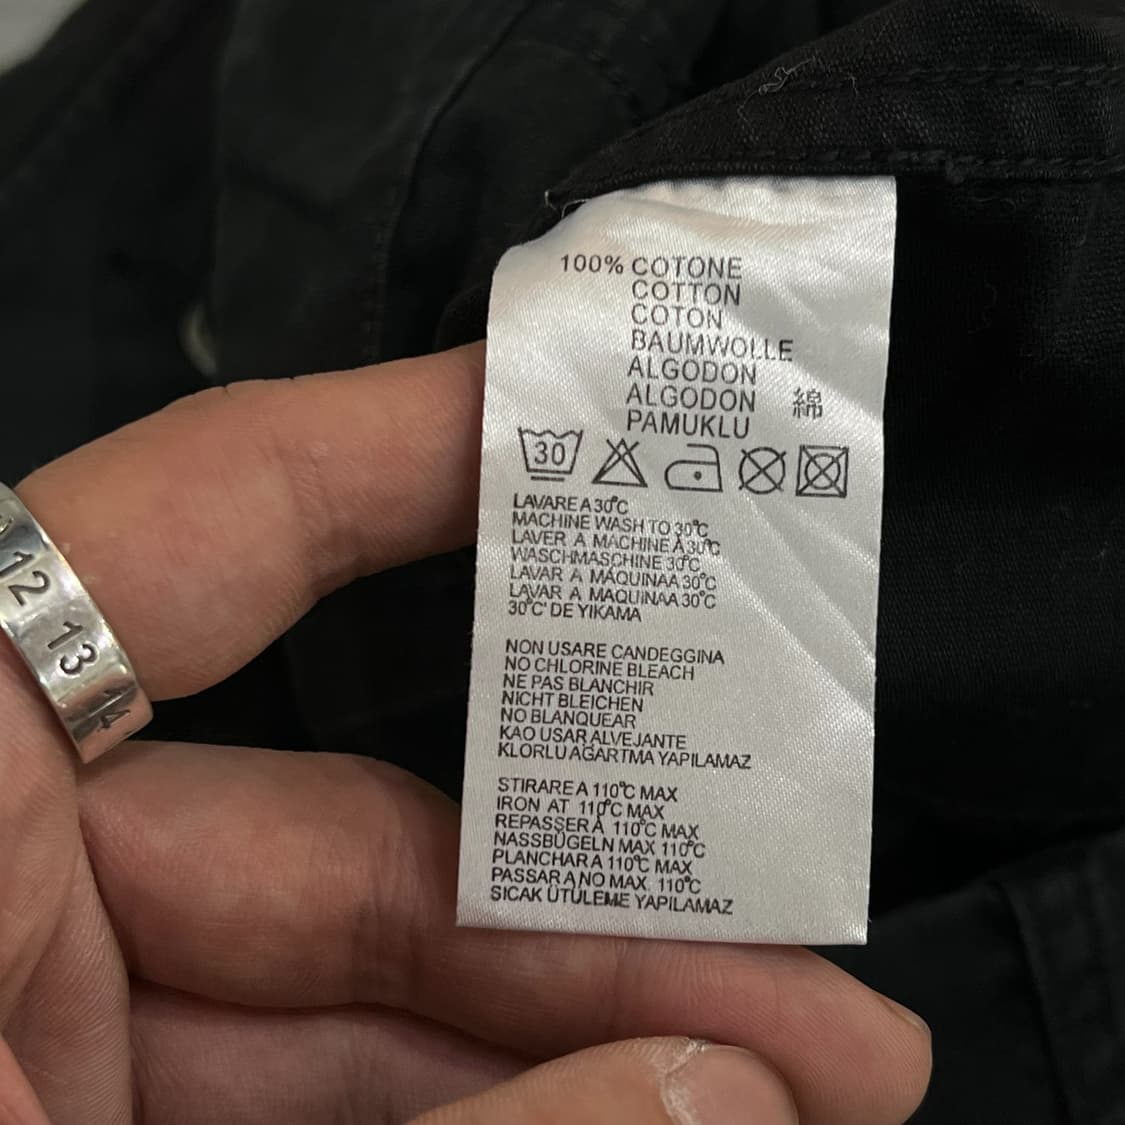 100% COTONE
COTTON
COTON
BAUMWOLLE
ALGODON
ALGODON 綿
PAMUKLU
30
LAVARE A 30°C
MACHINE WASH TO 30°C
LAVER A MACHINE À 30°C
WASCHMASCHINE 30°C
LAVAR A MÁQUINAA 30°C
LAVAR A MAQUINAA 30°C
30°C' DE YIKAMA
NON USARE CANDEGGINA
NO CHLORINE BLEACH
NE PAS BLANCHIR
NICHT BLEICHEN
NO BLANQUEAR
KAO USAR ALVEJANTE
KLORLU AĞARTMA YAPILAMAZ
STIRARE A 110°C MAX
IRON AT 110°C MAX
REPASSER À 110°C MAX
NASSBÜGELN MAX 110°C
PLANCHAR A 110°C MAX
PASSAR A NO MAX. 110°C
SICAK ÜTÜLEME YAPILAMAZ
12
13
14